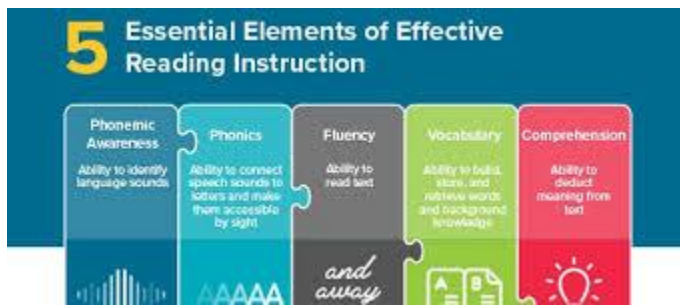 5
Essential Elements of Effective
Reading Instruction
Phonemic
Awareness
Ability to identify
language sounds
Phonics
Ability to connect
speech sounds to
letters and make
them accessible
by sight
AAAAA
Fluency
Ability to
read text
and
away
Vocabulary
Ability to build,
store, and
retrieve words
and background
knowledge
A B
Comprehension
Ability to
deduct
meaning from
text